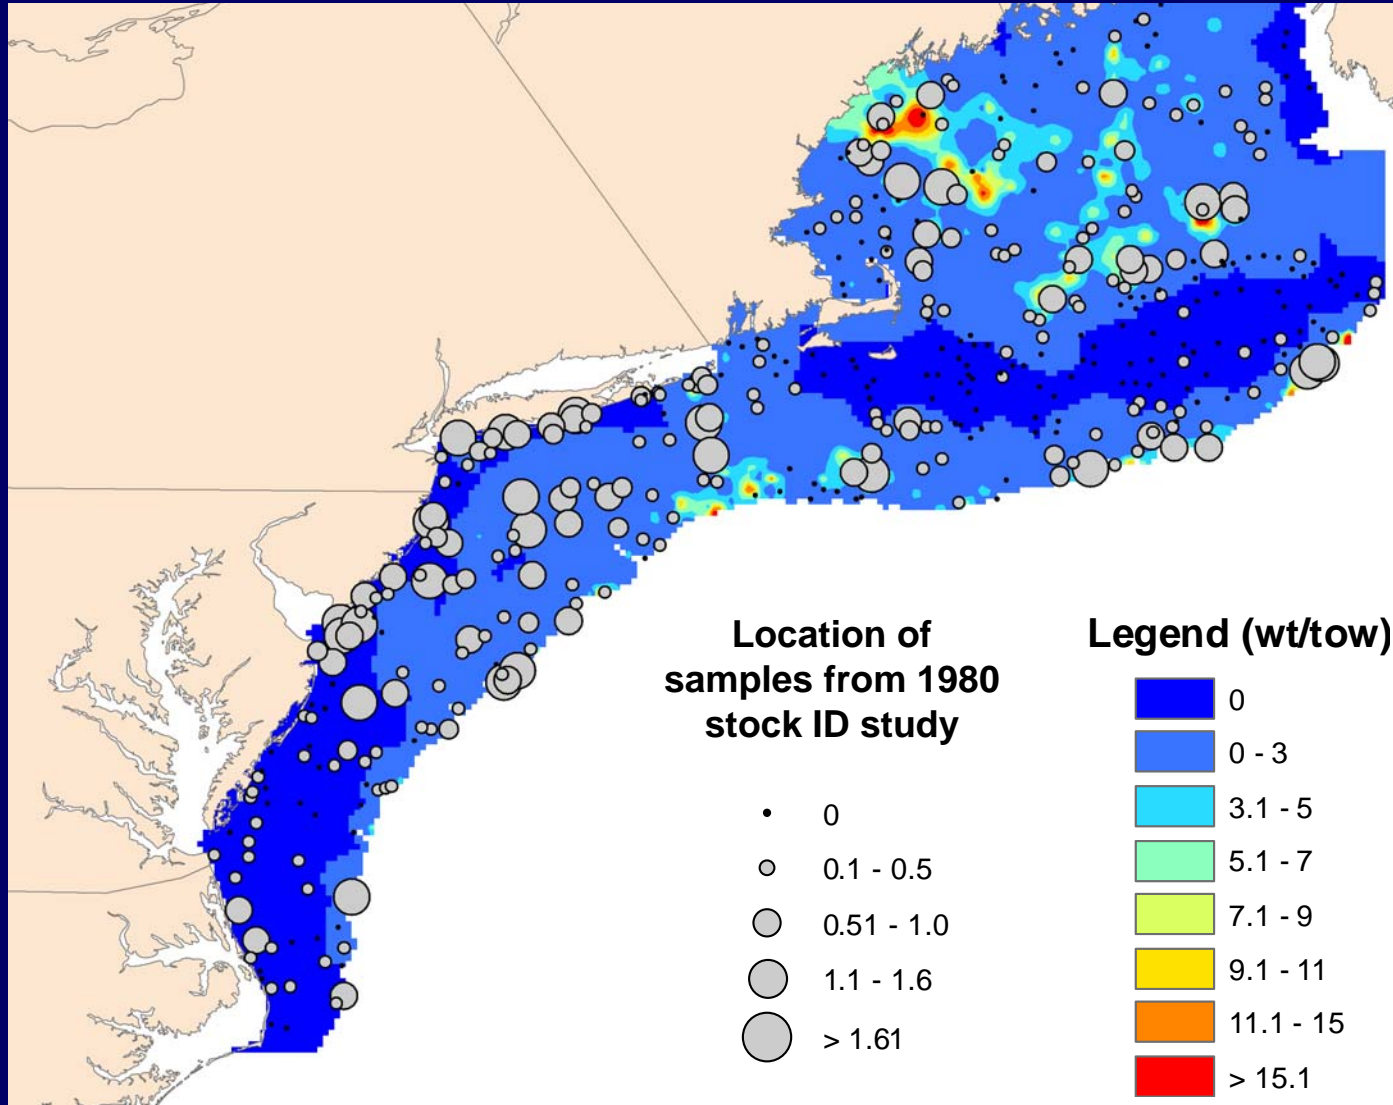 Location of
samples from 1980
stock ID study
0
0.1 - 0.5
0.51 - 1.0
1.1 - 1.6
> 1.61
Legend (wt/tow)
0
0 - 3
3.1 - 5
5.1 - 7
7.1 - 9
9.1 - 11
11.1 - 15
> 15.1